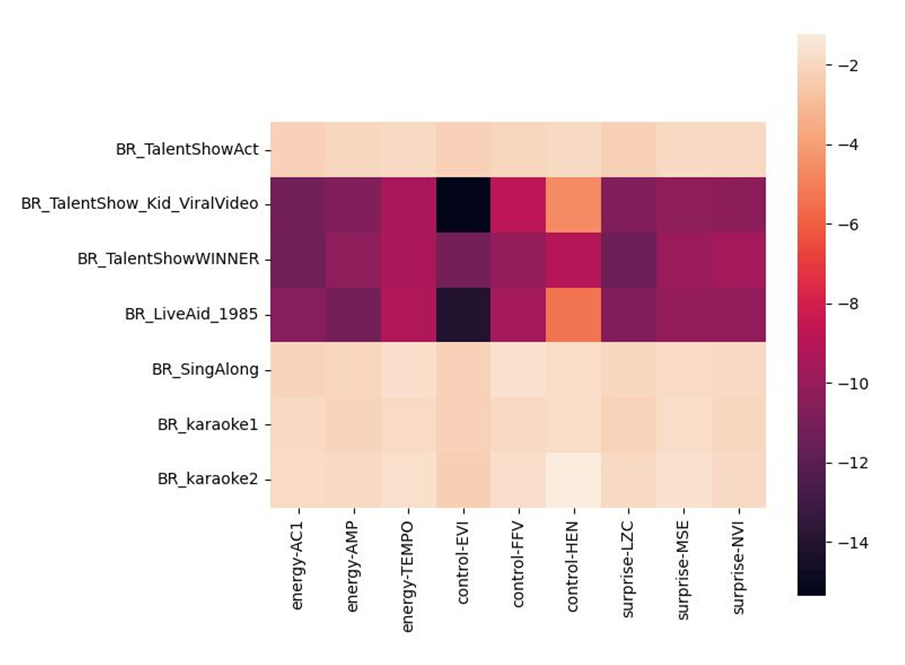 BR_TalentShowAct
BR_TalentShow_Kid_ViralVideo
BR_TalentShowWINNER
BR_LiveAid_1985
BR_SingAlong
BR_karaoke1
BR_karaoke2
energy-AC1
energy-AMP
energy-TEMPO
control-EVI
control-FFV
control-HEN
surprise-LZC
surprise-MSE
surprise-NVI
−2
−4
−6
−8
−10
−12
−14